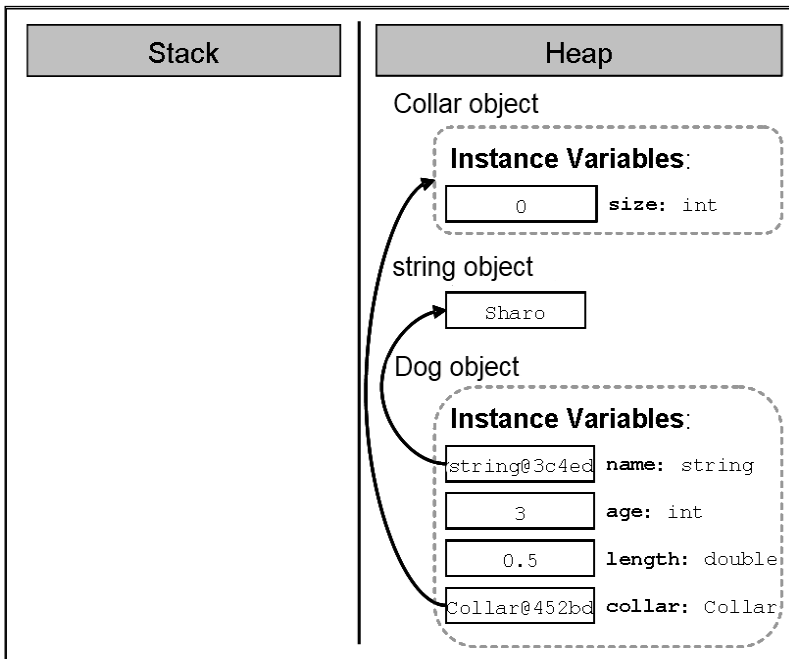 Stack
Heap
Collar object
Instance Variables:
0 size: int
string object
Sharo
Dog object
Instance Variables:
string@3c4ed name: string
3 age: int
0.5 length: double
Collar@452bd collar: Collar